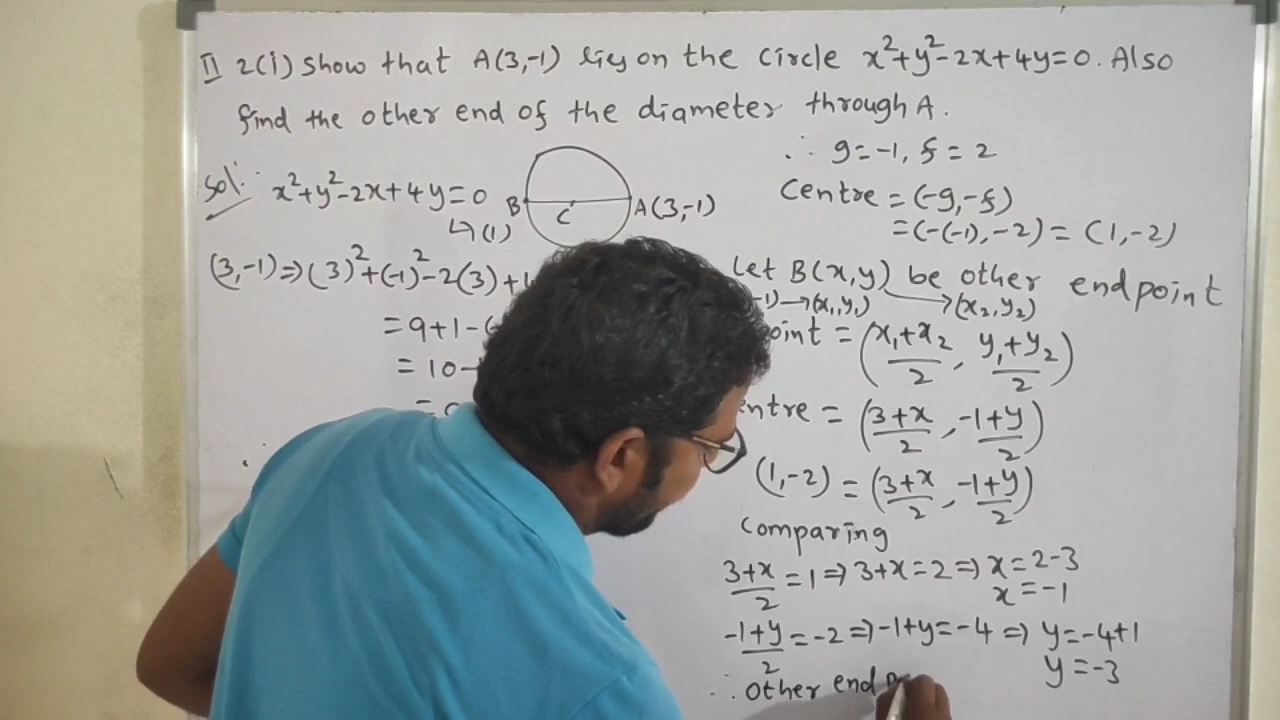 II 2(i) Show that A(3,-1) lies on the circle x²+y²-2x+4y=0. Also
find the other end of the diameter through A.
Sol: x²+y²-2x+4y=0
↳(1)
B C A(3,-1)
(3,-1)⇒(3)²+(-1)²-2(3)+4
=9+1-
=10-
=
∴ g=-1, f=2
Centre = (-g,-f)
=(-(-1),-2) = (1,-2)
Let B(x,y) be other endpoint
-1)→(x₁,y₁) →(x₂,y₂)
point = (x₁+x₂/2, y₁+y₂/2)
entre = (3+x/2, -1+y/2)
(1,-2) = (3+x/2, -1+y/2)
Comparing
3+x/2=1⇒3+x=2⇒x=2-3
x=-1
-1+y/2=-2⇒-1+y=-4⇒y=-4+1
y=-3
∴ Other end